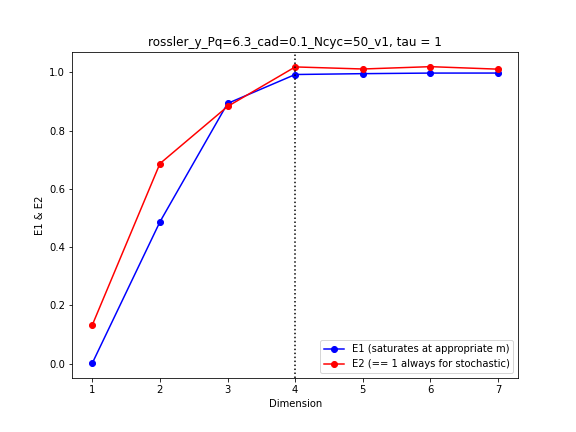 rossler_y_Pq=6.3_cad=0.1_Ncyc=50_v1, tau = 1
1.0
0.8
0.6
0.4
0.2
0.0
E1 & E2
E1 (saturates at appropriate m)
E2 (== 1 always for stochastic)
1 2 3 4 5 6 7
Dimension